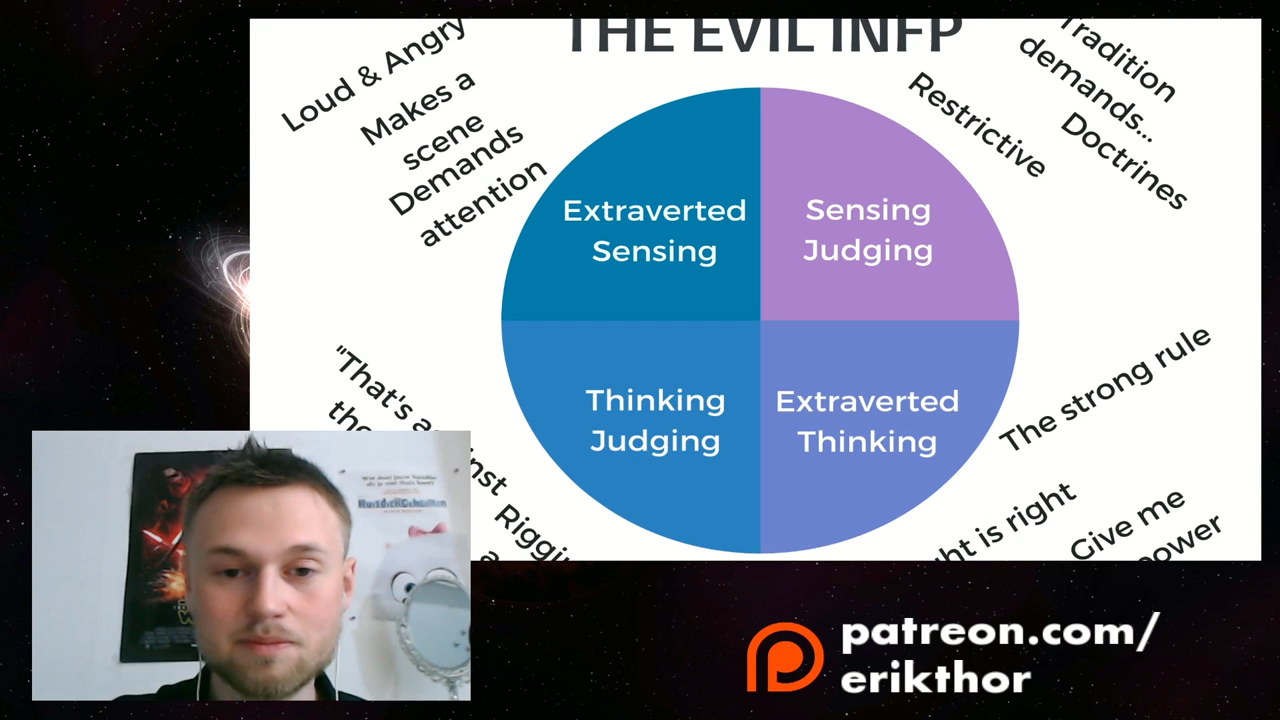 THE EVIL INFP
Loud & Angry
Makes a
scene
Demands
attention
Tradition
demands...
Doctrines
Restrictive
Extraverted
Sensing
Sensing
Judging
Thinking
Judging
Extraverted
Thinking
"That's
The strong rule
is right
Give me
patreon.com/
erikthor